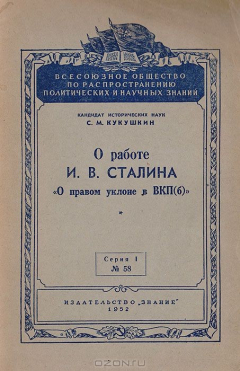 ВСЕСОЮЗНОЕ ОБЩЕСТВО
ПО РАСПРОСТРАНЕНИЮ
ПОЛИТИЧЕСКИХ И НАУЧНЫХ ЗНАНИЙ
КАНДИДАТ ИСТОРИЧЕСКИХ НАУК
С. М. КУКУШКИН
О работе
И. В. СТАЛИНА
«О правом уклоне в ВКП(б)»
Серия I
№ 58
ИЗДАТЕЛЬСТВО „ЗНАНИЕ"
1952
ozon.ru